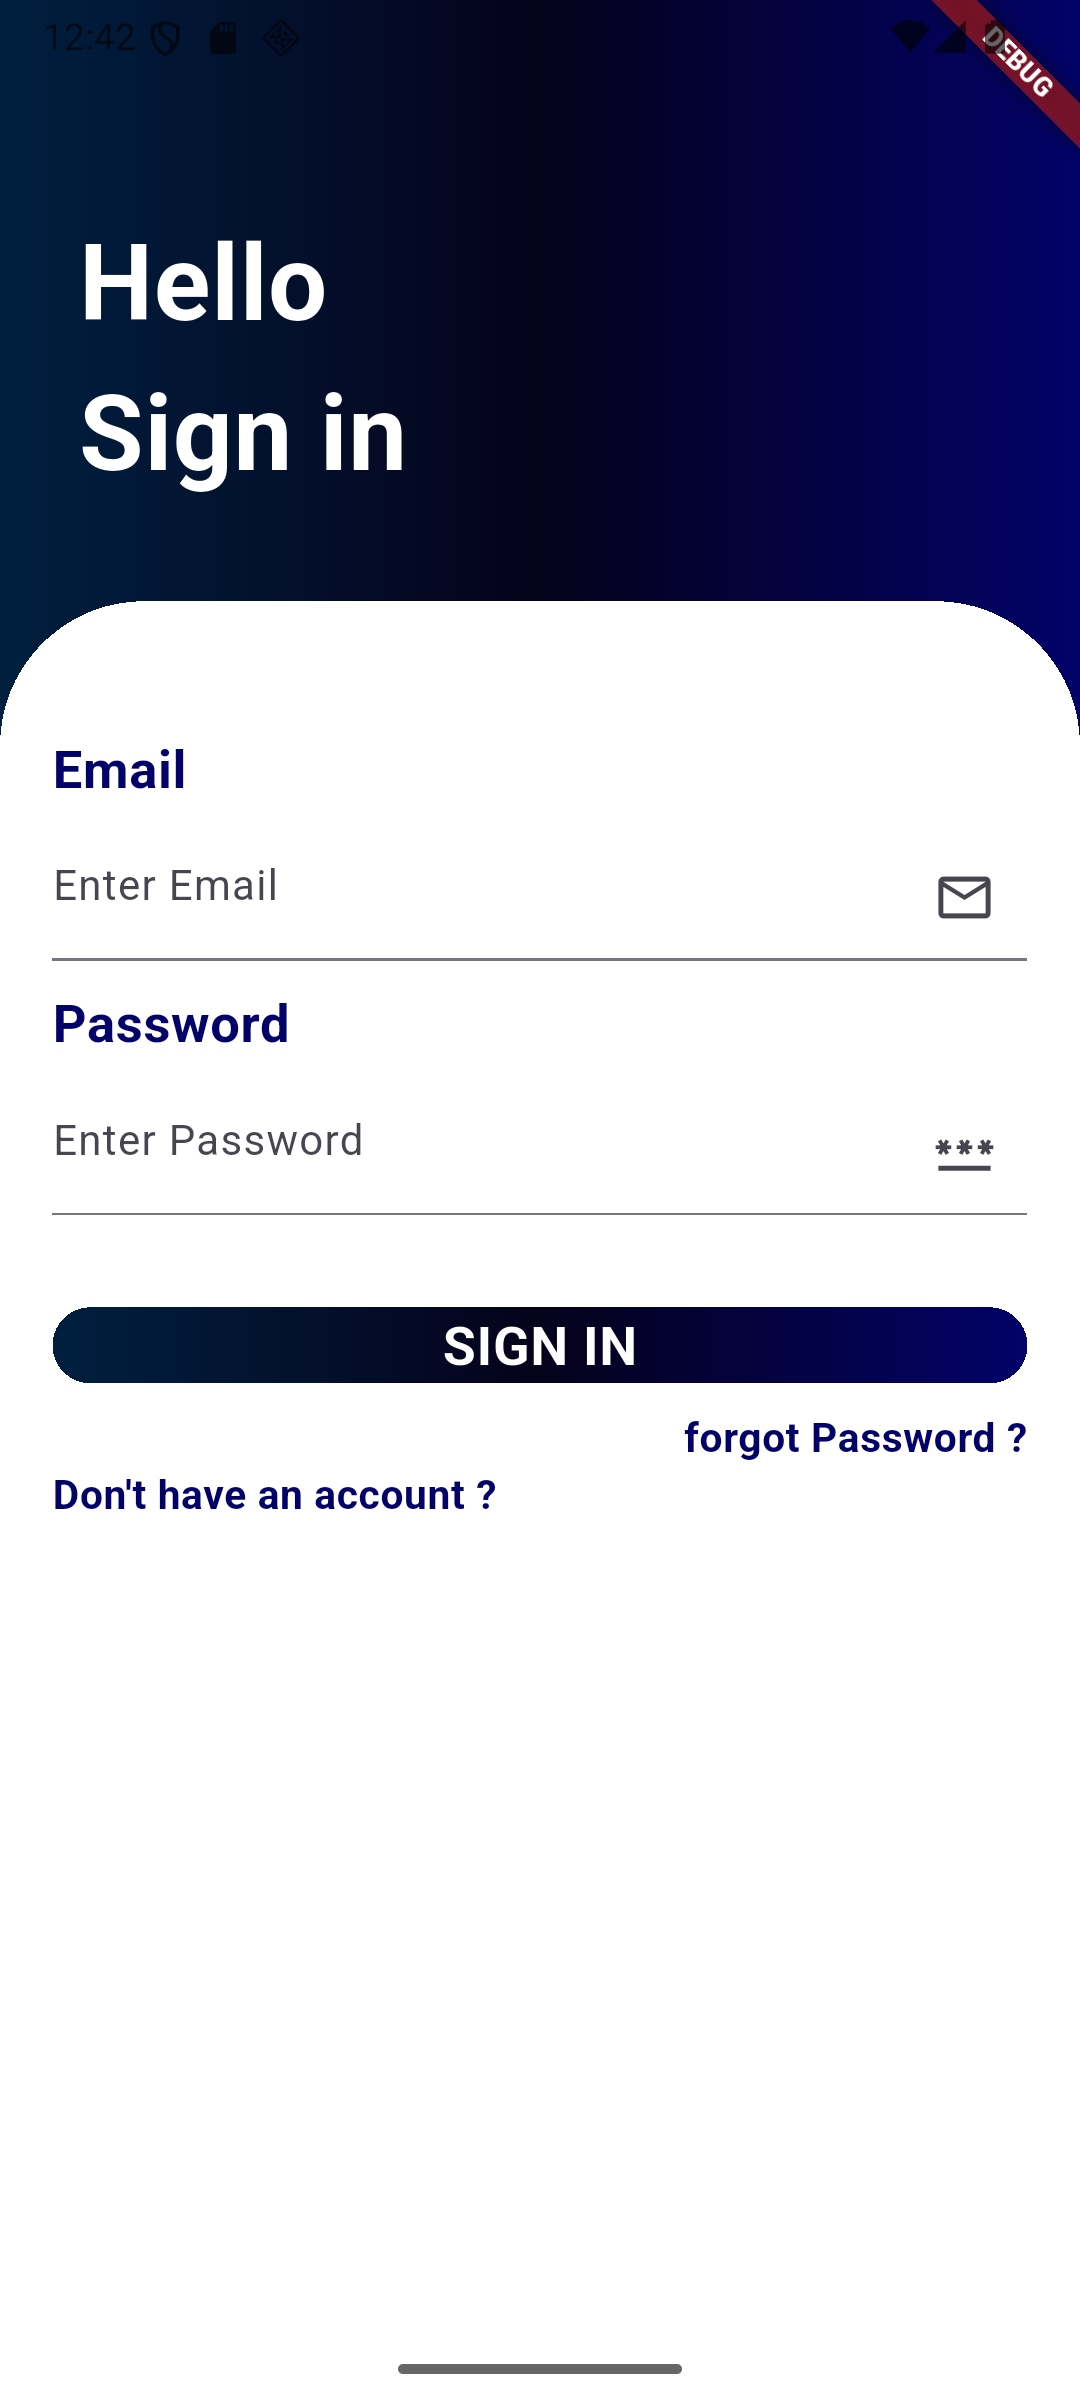 12:42
DEBUG
Hello
Sign in
Email
Enter Email
Password
Enter Password
***
SIGN IN
forgot Password ?
Don't have an account ?